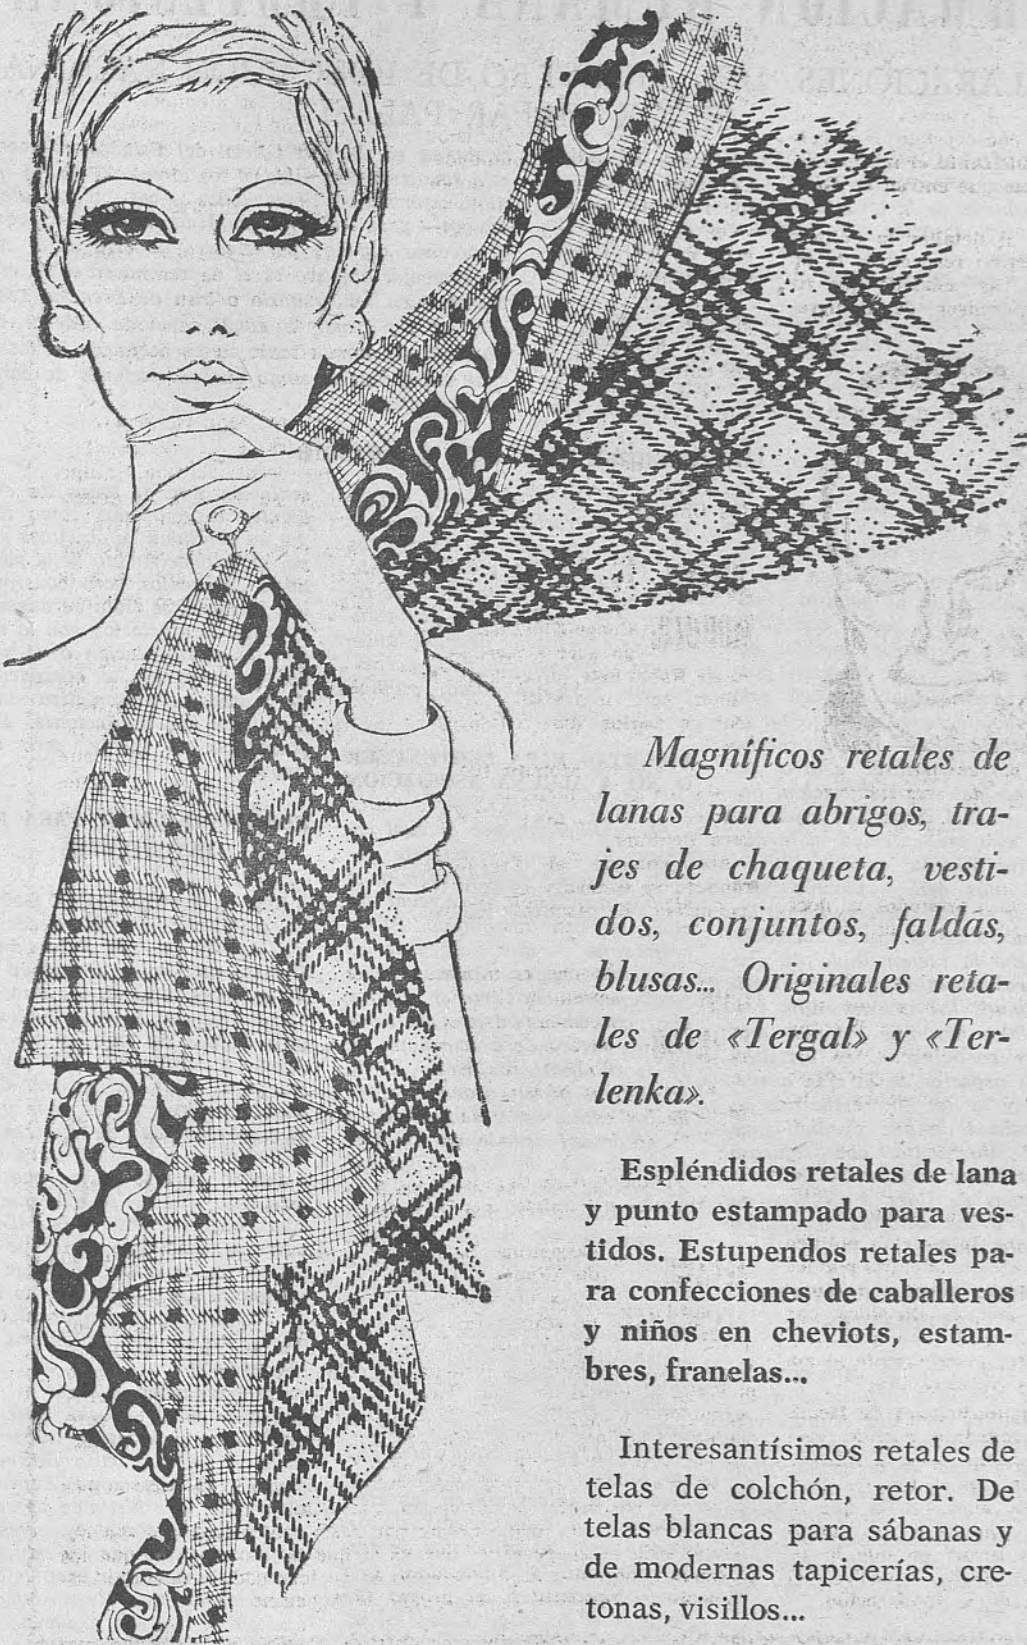 Magníficos retales de
lanas para abrigos, tra-
jes de chaqueta, vesti-
dos, conjuntos, faldas,
blusas... Originales reta-
les de «Tergal» y «Ter-
lenka».
Espléndidos retales de lana
y punto estampado para ves-
tidos. Estupendos retales pa-
ra confecciones de caballeros
y niños en cheviots, estam-
bres, franelas...
Interesantísimos retales de
telas de colchón, retor. De
telas blancas para sábanas y
de modernas tapicerías, cre-
tonas, visillos...